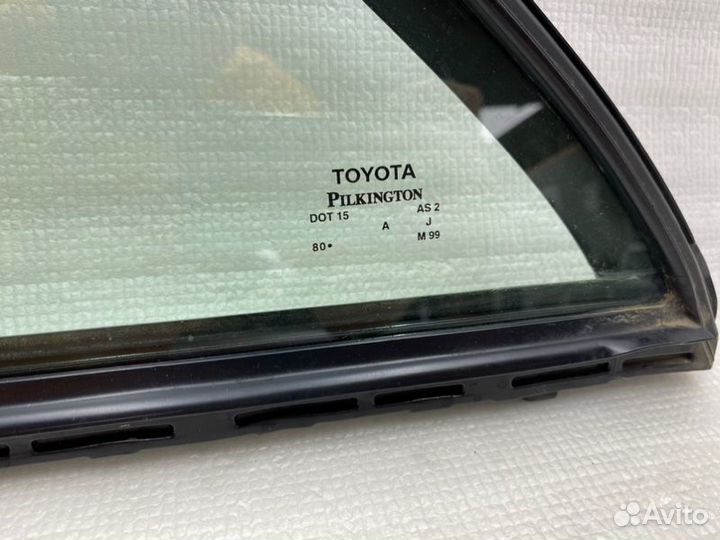 TOYOTA
PILKINGTON
DOT 15 AS 2
A J
80• M 99
Avito